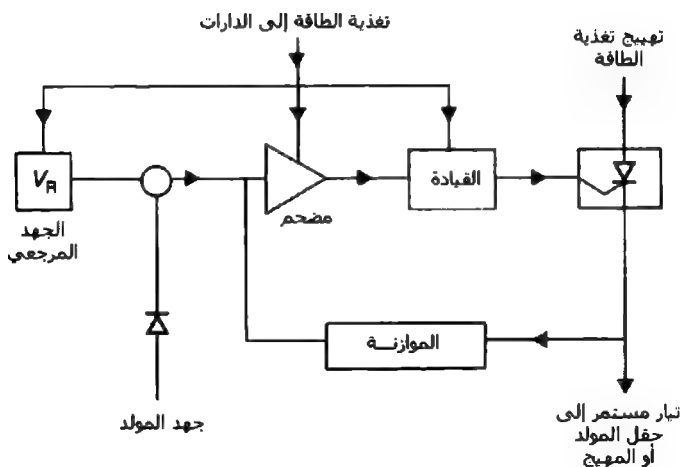 تغذية الطاقة إلى الدارات
تهييج تغذية
الطاقة
V_R
القيادة
مضخم
الجهد
المرجعي
الموازنــة
جهد المولد
تيار مستمر إلى
حقل المولد
أو المهيج